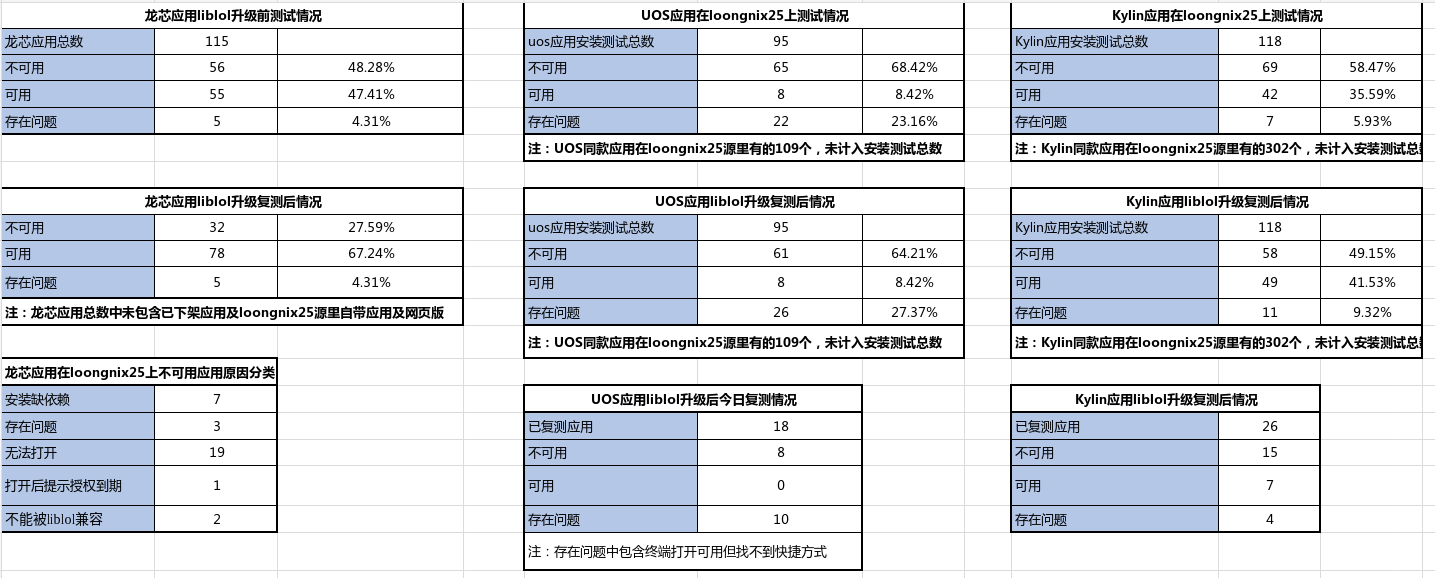 龙芯应用liblol升级前测试情况
龙芯应用总数 115
不可用 56 48.28%
可用 55 47.41%
存在问题 5 4.31%
UOS应用在loongnix25上测试情况
uos应用安装测试总数 95
不可用 65 68.42%
可用 8 8.42%
存在问题 22 23.16%
注：UOS同款应用在loongnix25源里有的109个，未计入安装测试总数
Kylin应用在loongnix25上测试情况
Kylin应用安装测试总数 118
不可用 69 58.47%
可用 42 35.59%
存在问题 7 5.93%
注：Kylin同款应用在loongnix25源里有的302个，未计入安装测试总
龙芯应用liblol升级复测后情况
不可用 32 27.59%
可用 78 67.24%
存在问题 5 4.31%
注：龙芯应用总数中未包含已下架应用及loongnix25源里自带应用及网页版
UOS应用liblol升级复测后情况
uos应用安装测试总数 95
不可用 61 64.21%
可用 8 8.42%
存在问题 26 27.37%
注：UOS同款应用在loongnix25源里有的109个，未计入安装测试总数
Kylin应用liblol升级复测后情况
Kylin应用安装测试总数 118
不可用 58 49.15%
可用 49 41.53%
存在问题 11 9.32%
注：Kylin同款应用在loongnix25源里有的302个，未计入安装测试总
龙芯应用在loongnix25上不可用应用原因分类
安装缺依赖 7
存在问题 3
无法打开 19
打开后提示授权到期 1
不能被liblol兼容 2
UOS应用liblol升级后今日复测情况
已复测应用 18
不可用 8
可用 0
存在问题 10
注：存在问题中包含终端打开可用但找不到快捷方式
Kylin应用liblol升级复测后情况
已复测应用 26
不可用 15
可用 7
存在问题 4